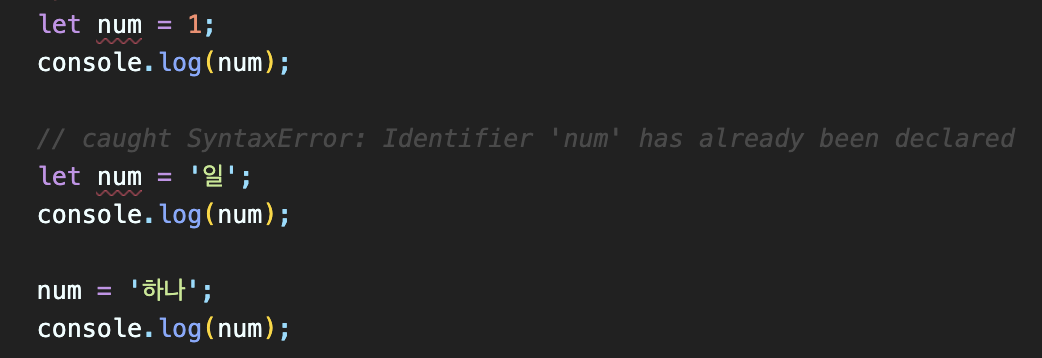 let num = 1;
console.log(num);
// caught SyntaxError: Identifier 'num' has already been declared
let num = '일';
console.log(num);
num = '하나';
console.log(num);